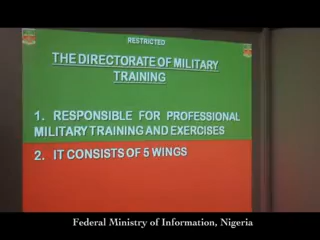 RESTRICTED
THE DIRECTORATE OF MILITARY
TRAINING
1. RESPONSIBLE FOR PROFESSIONAL
MILITARY TRAINING AND EXERCISES
2. IT CONSISTS OF 5 WINGS
Federal Ministry of Information, Nigeria